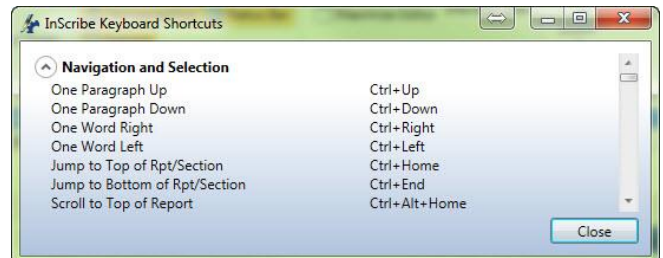 InScribe Keyboard Shortcuts
Navigation and Selection
One Paragraph Up Ctrl+Up
One Paragraph Down Ctrl+Down
One Word Right Ctrl+Right
One Word Left Ctrl+Left
Jump to Top of Rpt/Section Ctrl+Home
Jump to Bottom of Rpt/Section Ctrl+End
Scroll to Top of Report Ctrl+Alt+Home
Close